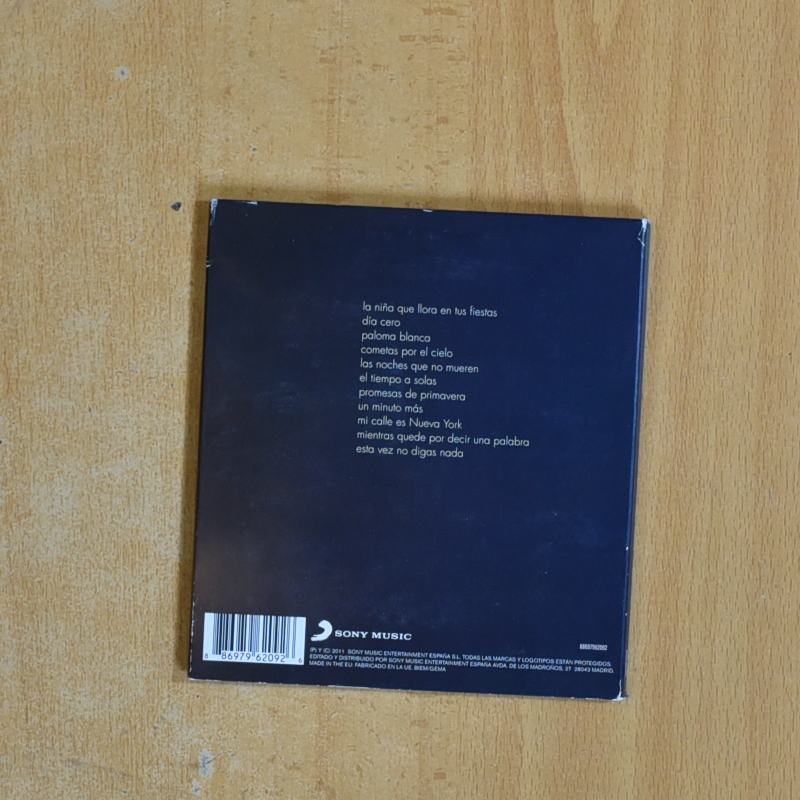 la niña que llora en tus fiestas
día cero
paloma blanca
cometas por el cielo
las noches que no mueren
el tiempo a solas
promesas de primavera
un minuto más
mi calle es Nueva York
mientras quede por decir una palabra
esta vez no digas nada
8 86979 62092 6
SONY MUSIC
88697962092
(P) Y (C) 2011 SONY MUSIC ENTERTAINMENT ESPAÑA S.L. TODAS LAS MARCAS Y LOGOTIPOS ESTÁN PROTEGIDOS.
EDITADO Y DISTRIBUIDO POR SONY MUSIC ENTERTAINMENT ESPAÑA AVDA. DE LOS MADROÑOS, 27 28043 MADRID.
MADE IN THE EU: FABRICADO EN LA UE. BIEM/GEMA